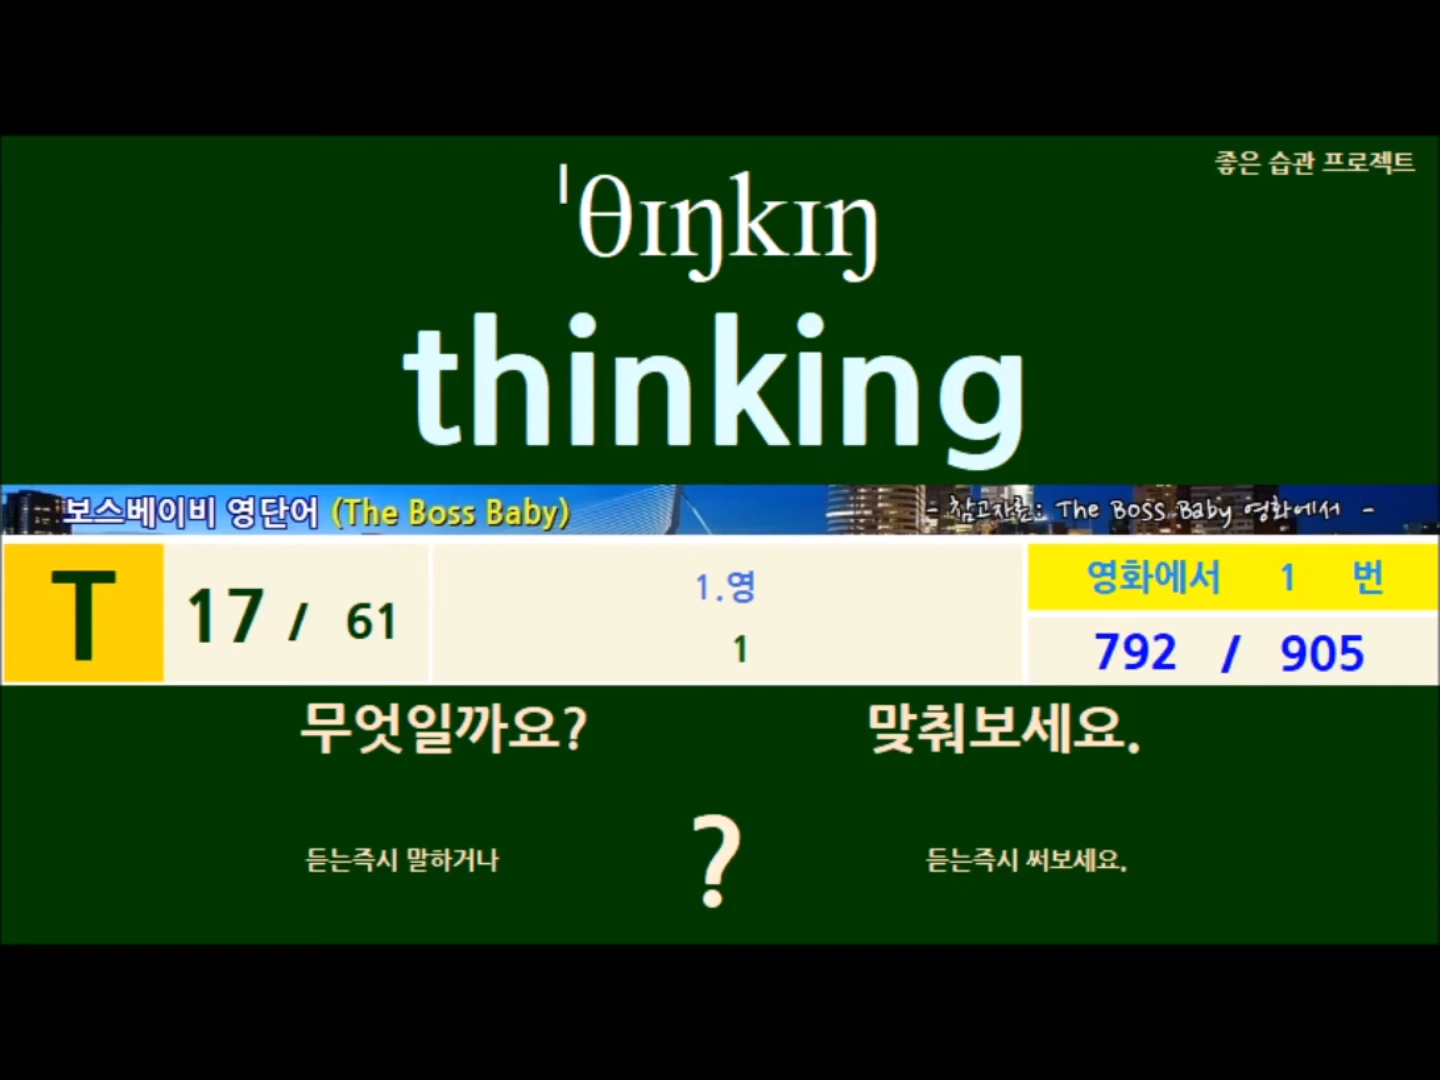 좋은 습관 프로젝트
ˈθɪŋkɪŋ
thinking
보스베이비 영단어 (The Boss Baby)
- 참고자료: The Boss Baby 영화에서 -
T
17 / 61
1.영
1
영화에서 1 번
792 / 905
무엇일까요? 맞춰보세요.
듣는즉시 말하거나 ? 듣는즉시 써보세요.